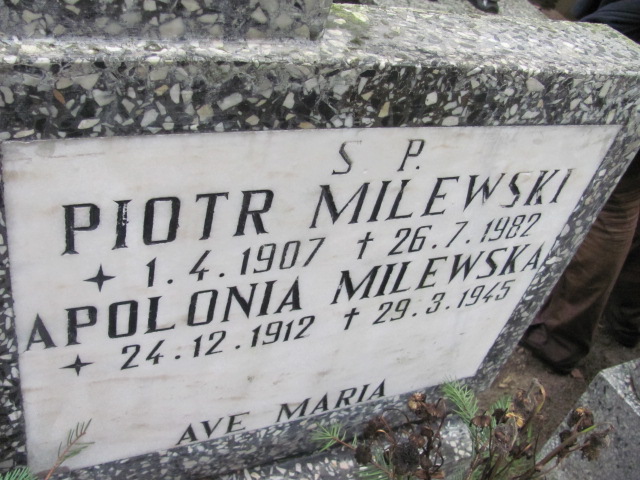 S P.
PIOTR MILEWSKI
✦ 1.4.1907 † 26.7.1982
APOLONIA MILEWSKA
✦ 24.12.1912 † 29.3.1945
AVE MARIA